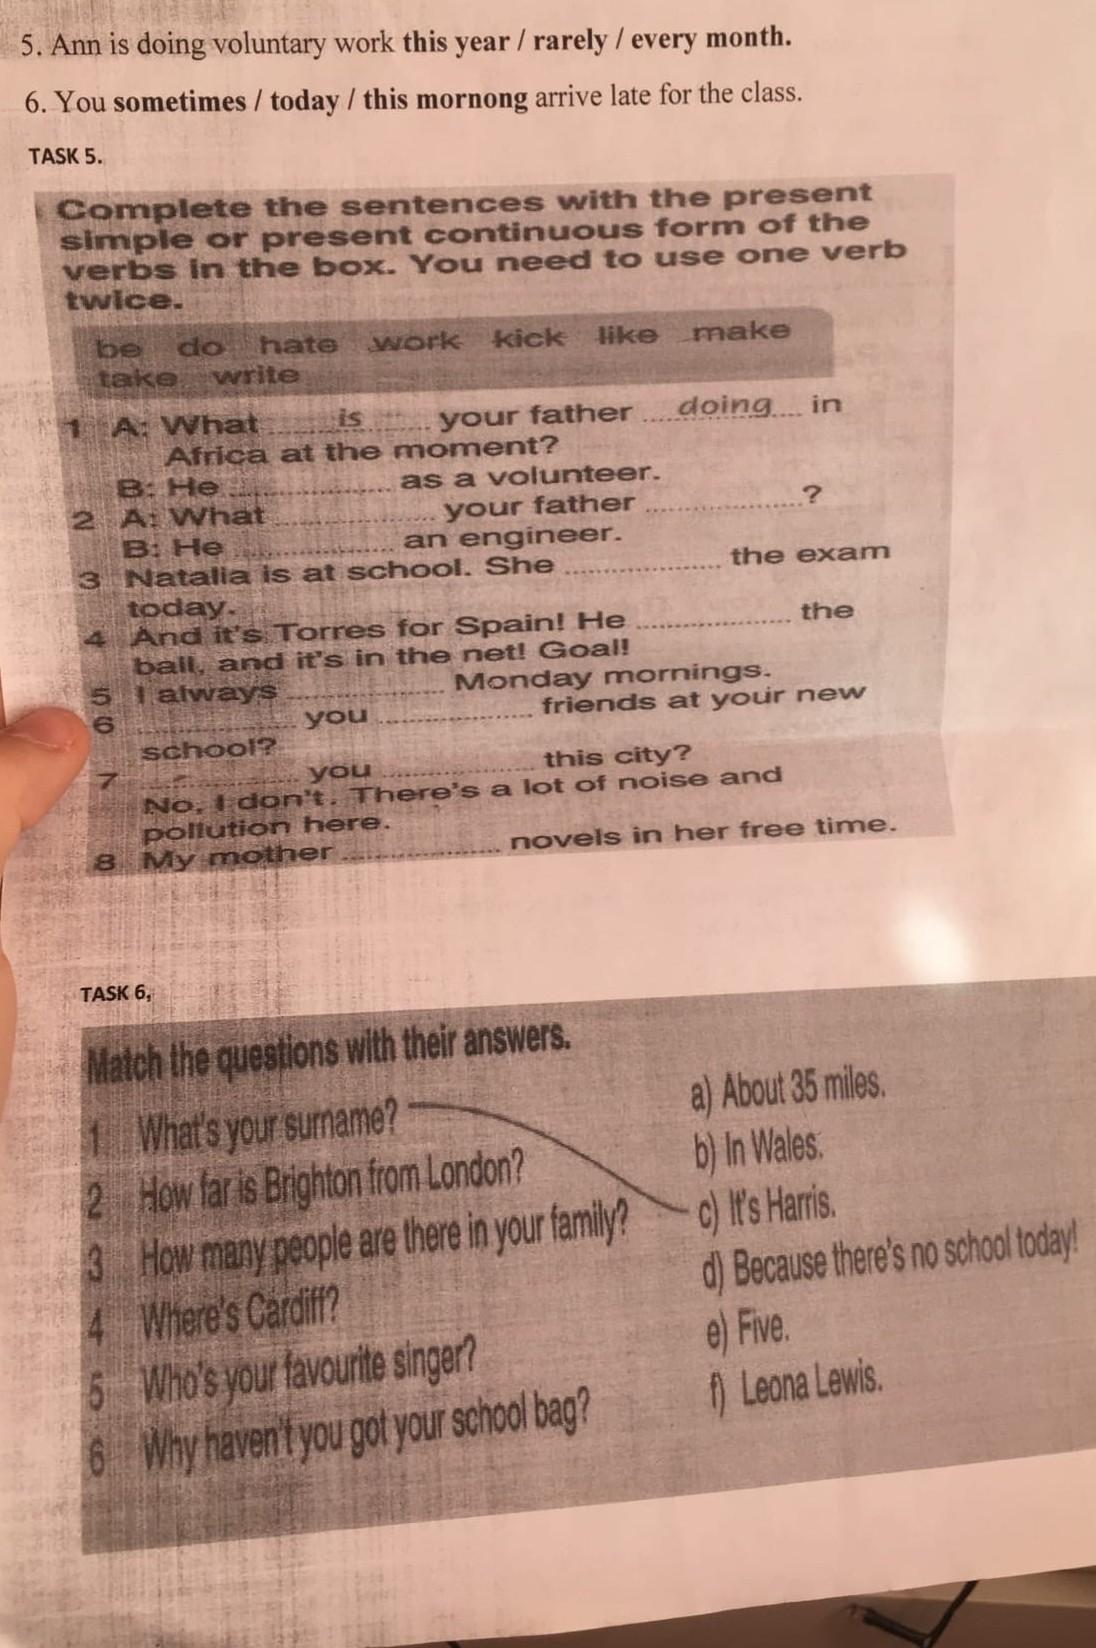 5. Ann is doing voluntary work this year / rarely / every month.
6. You sometimes / today / this mornong arrive late for the class.
TASK 5.
Complete the sentences with the present
simple or present continuous form of the
verbs in the box. You need to use one verb
twice.
be do hate work kick like make
take write
1 A: What ...... is ...... your father .... doing .... in
Africa at the moment?
B: He .................... as a volunteer.
2 A: What .................... your father ....................?
B: He .................... an engineer.
3 Natalia is at school. She .................... the exam
today.
4 And it's Torres for Spain! He .................... the
ball, and it's in the net! Goal!
5 I always .................... Monday mornings.
6 .................... you .................... friends at your new
school?
7 .................... you .................... this city?
No, I don't. There's a lot of noise and
pollution here.
8 My mother .................... novels in her free time.
TASK 6,
Match the questions with their answers.
1 What's your surname?
2 How far is Brighton from London?
3 How many people are there in your family?
4 Where's Cardiff?
5 Who's your favourite singer?
6 Why haven't you got your school bag?
a) About 35 miles.
b) In Wales.
c) It's Harris.
d) Because there's no school today!
e) Five.
f) Leona Lewis.